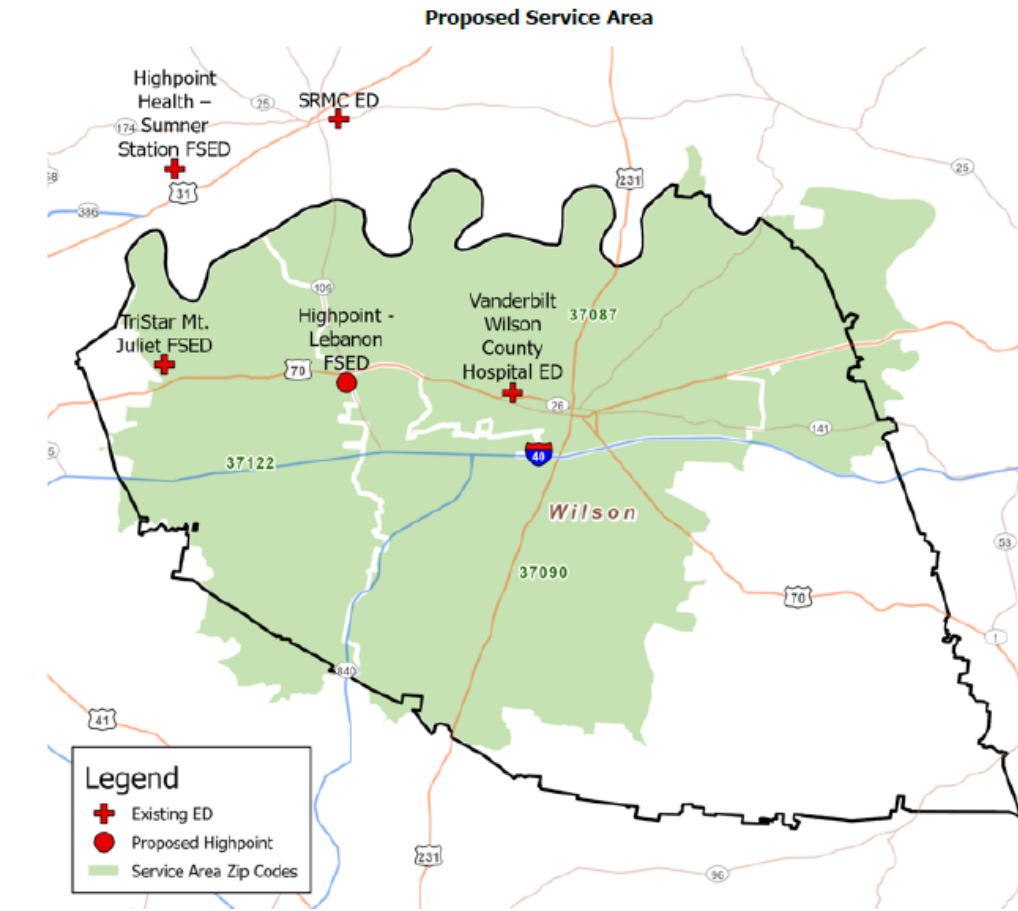 Proposed Service Area
Highpoint
Health –
Sumner
Station FSED
SRMC ED
25
174
31
386
231
25
109
TriStar Mt.
Juliet FSED
Highpoint -
Lebanon
FSED
Vanderbilt
Wilson
County
Hospital ED
37087
70
26
141
40
37122
Wilson
37090
53
70
1
840
41
231
96
Legend
Existing ED
Proposed Highpoint
Service Area Zip Codes